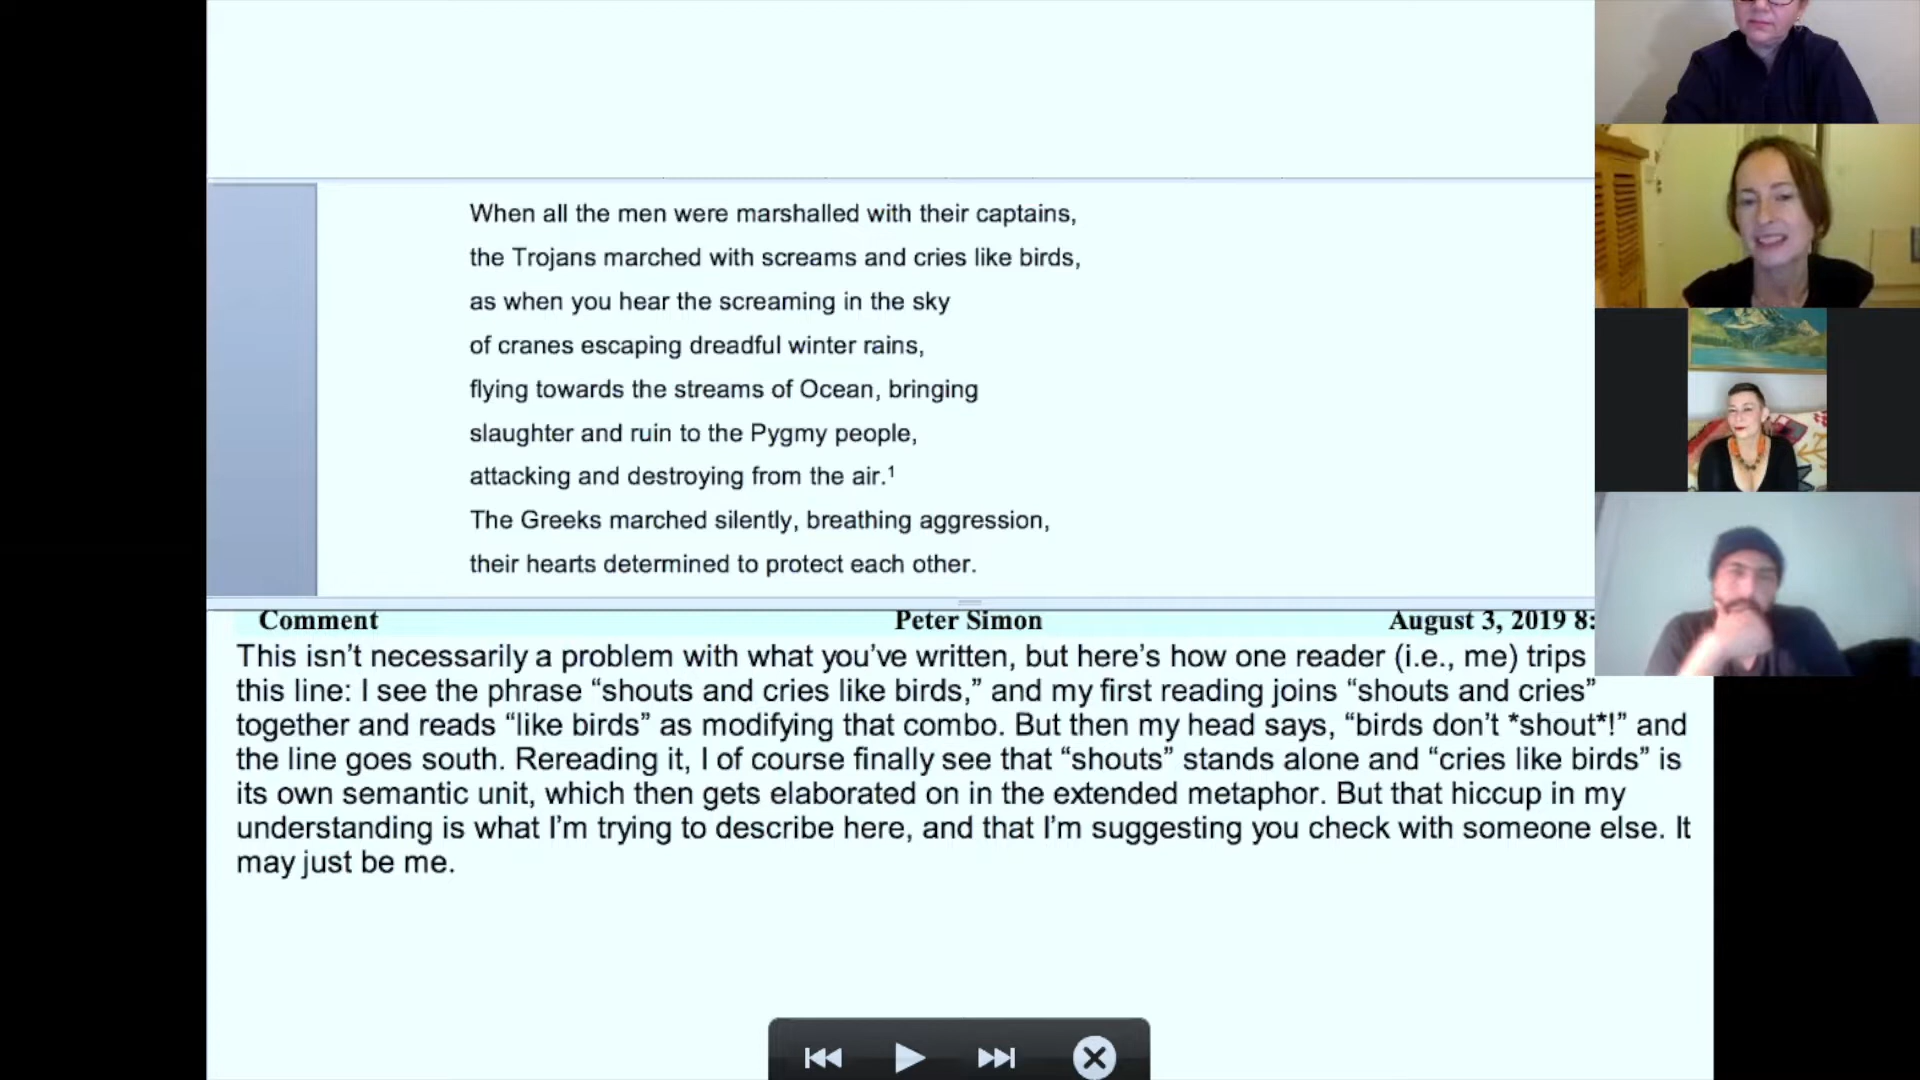 When all the men were marshalled with their captains,
the Trojans marched with screams and cries like birds,
as when you hear the screaming in the sky
of cranes escaping dreadful winter rains,
flying towards the streams of Ocean, bringing
slaughter and ruin to the Pygmy people,
attacking and destroying from the air.¹
The Greeks marched silently, breathing aggression,
their hearts determined to protect each other.
Comment Peter Simon August 3, 2019 8:
This isn’t necessarily a problem with what you’ve written, but here’s how one reader (i.e., me) trips
this line: I see the phrase “shouts and cries like birds,” and my first reading joins “shouts and cries”
together and reads “like birds” as modifying that combo. But then my head says, “birds don’t *shout*!” and
the line goes south. Rereading it, I of course finally see that “shouts” stands alone and “cries like birds” is
its own semantic unit, which then gets elaborated on in the extended metaphor. But that hiccup in my
understanding is what I’m trying to describe here, and that I’m suggesting you check with someone else. It
may just be me.